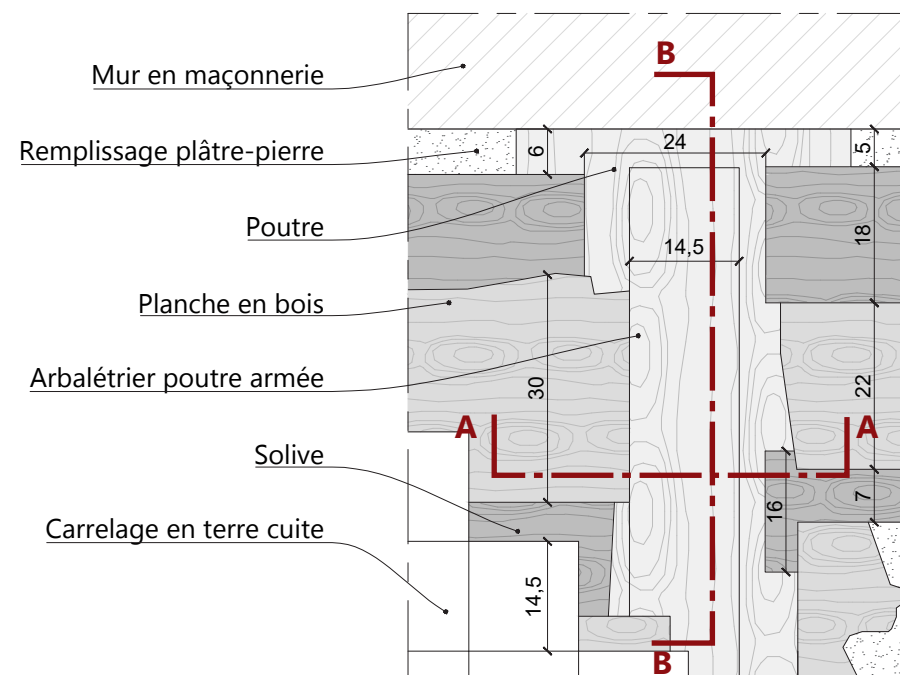 B
Mur en maçonnerie
Remplissage plâtre-pierre
6
24
5
Poutre
14,5
18
Planche en bois
Arbalétrier poutre armée
30
22
A
A
Solive
16
7
Carrelage en terre cuite
14,5
B